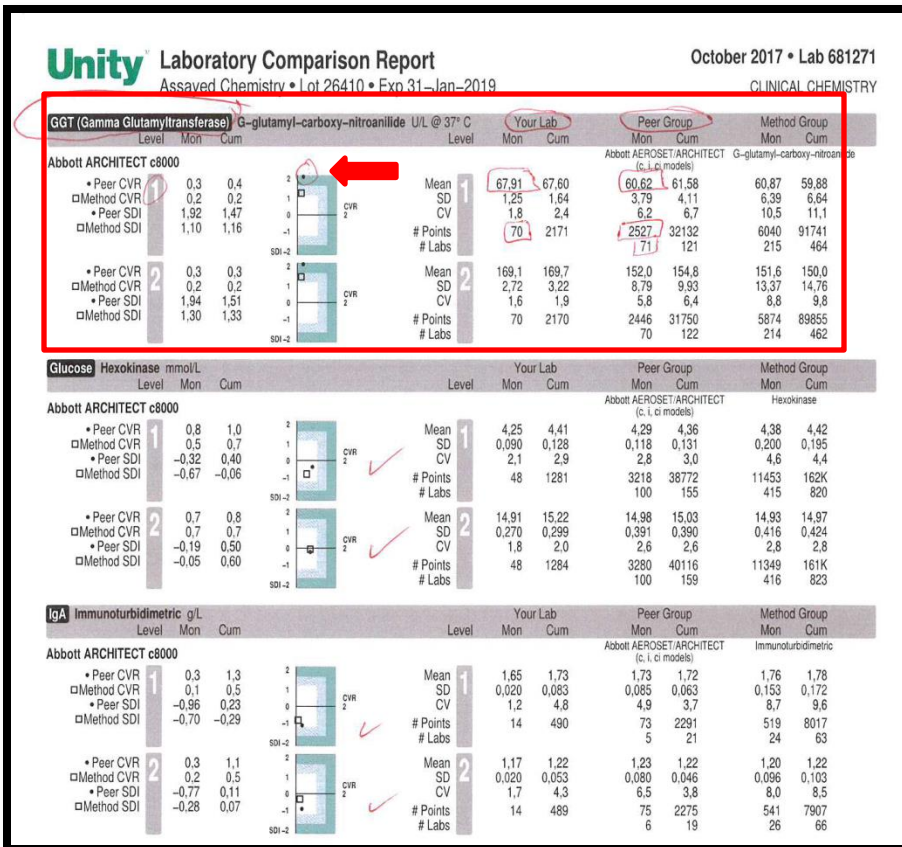 Unity Laboratory Comparison Report October 2017 • Lab 681271
Assayed Chemistry • Lot 26410 • Exp 31-Jan-2019 CLINICAL CHEMISTRY
GGT (Gamma Glutamyltransferase) G-glutamyl-carboxy-nitroanilide U/L @ 37° C Your Lab Peer Group Method Group
Level Mon Cum Level Mon Cum Mon Cum Mon Cum
Abbott ARCHITECT c8000 Abbott AEROSET/ARCHITECT (c, i, ci models) G-glutamyl-carboxy-nitroanilide
• Peer CVR 1 0,3 0,4 2 Mean 1 67,91 67,60 60,62 61,58 60,87 59,88
□Method CVR 0,2 0,2 1 SD 1,25 1,64 3,79 4,11 6,39 6,64
• Peer SDI 1,92 1,47 0 CVR 2 CV 1,8 2,4 6,2 6,7 10,5 11,1
□Method SDI 1,10 1,16 -1 # Points 70 2171 2527 32132 6040 91741
SDI -2 # Labs 71 121 215 464
• Peer CVR 2 0,3 0,3 2 Mean 2 169,1 169,7 152,0 154,8 151,6 150,0
□Method CVR 0,2 0,2 1 SD 2,72 3,22 8,79 9,93 13,37 14,76
• Peer SDI 1,94 1,51 0 CVR 2 CV 1,6 1,9 5,8 6,4 8,8 9,8
□Method SDI 1,30 1,33 -1 # Points 70 2170 2446 31750 5874 89855
SDI -2 # Labs 70 122 214 462
Glucose Hexokinase mmol/L Your Lab Peer Group Method Group
Level Mon Cum Level Mon Cum Mon Cum Mon Cum
Abbott ARCHITECT c8000 Abbott AEROSET/ARCHITECT (c, i, ci models) Hexokinase
• Peer CVR 1 0,8 1,0 2 Mean 1 4,25 4,41 4,29 4,36 4,38 4,42
□Method CVR 0,5 0,7 1 SD 0,090 0,128 0,118 0,131 0,200 0,195
• Peer SDI -0,32 0,40 0 CVR 2 CV 2,1 2,9 2,8 3,0 4,6 4,4
□Method SDI -0,67 -0,06 -1 # Points 48 1281 3218 38772 11453 162K
SDI -2 # Labs 100 155 415 820
• Peer CVR 2 0,7 0,8 2 Mean 2 14,91 15,22 14,98 15,03 14,93 14,97
□Method CVR 0,7 0,7 1 SD 0,270 0,299 0,391 0,390 0,416 0,424
• Peer SDI -0,19 0,50 0 CVR 2 CV 1,8 2,0 2,6 2,6 2,8 2,8
□Method SDI -0,05 0,60 -1 # Points 48 1284 3280 40116 11349 161K
SDI -2 # Labs 100 159 416 823
IgA Immunoturbidimetric g/L Your Lab Peer Group Method Group
Level Mon Cum Level Mon Cum Mon Cum Mon Cum
Abbott ARCHITECT c8000 Abbott AEROSET/ARCHITECT (c, i, ci models) Immunoturbidimetric
• Peer CVR 1 0,3 1,3 2 Mean 1 1,65 1,73 1,73 1,72 1,76 1,78
□Method CVR 0,1 0,5 1 SD 0,020 0,083 0,085 0,063 0,153 0,172
• Peer SDI -0,96 0,23 0 CVR 2 CV 1,2 4,8 4,9 3,7 8,7 9,6
□Method SDI -0,70 -0,29 -1 # Points 14 490 73 2291 519 8017
SDI -2 # Labs 5 21 24 63
• Peer CVR 2 0,3 1,1 2 Mean 2 1,17 1,22 1,23 1,22 1,20 1,22
□Method CVR 0,2 0,5 1 SD 0,020 0,053 0,080 0,046 0,096 0,103
• Peer SDI -0,77 0,11 0 CVR 2 CV 1,7 4,3 6,5 3,8 8,0 8,5
□Method SDI -0,28 0,07 -1 # Points 14 489 75 2275 541 7907
SDI -2 # Labs 6 19 26 66